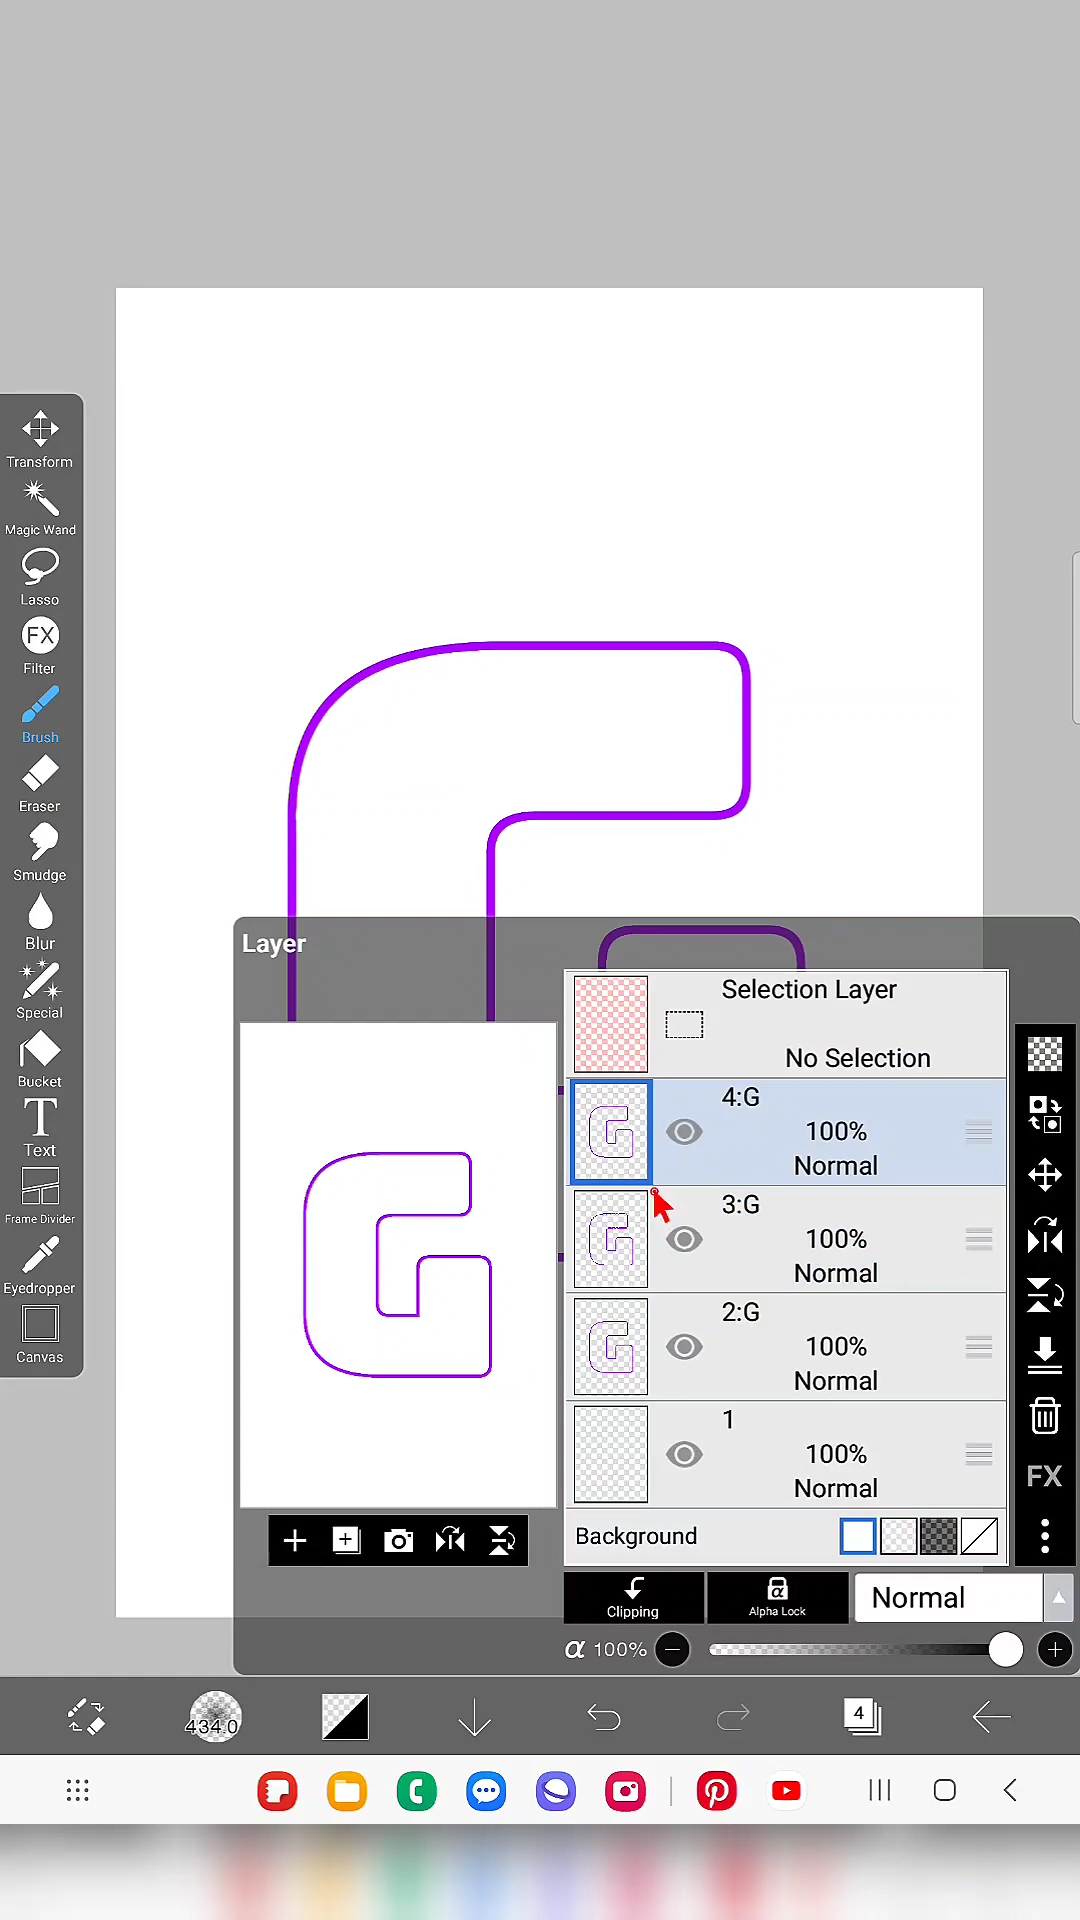 Transform
Magic Wand
Lasso
FX
Filter
Brush
Eraser
Smudge
Blur
Special
Bucket
T
Text
Frame Divider
Eyedropper
Canvas
G
Layer
G
Selection Layer
No Selection
4:G
100%
Normal
3:G
100%
Normal
2:G
100%
Normal
1
100%
Normal
Background
FX
Clipping
α
Alpha Lock
Normal
α 100%
434.0
4